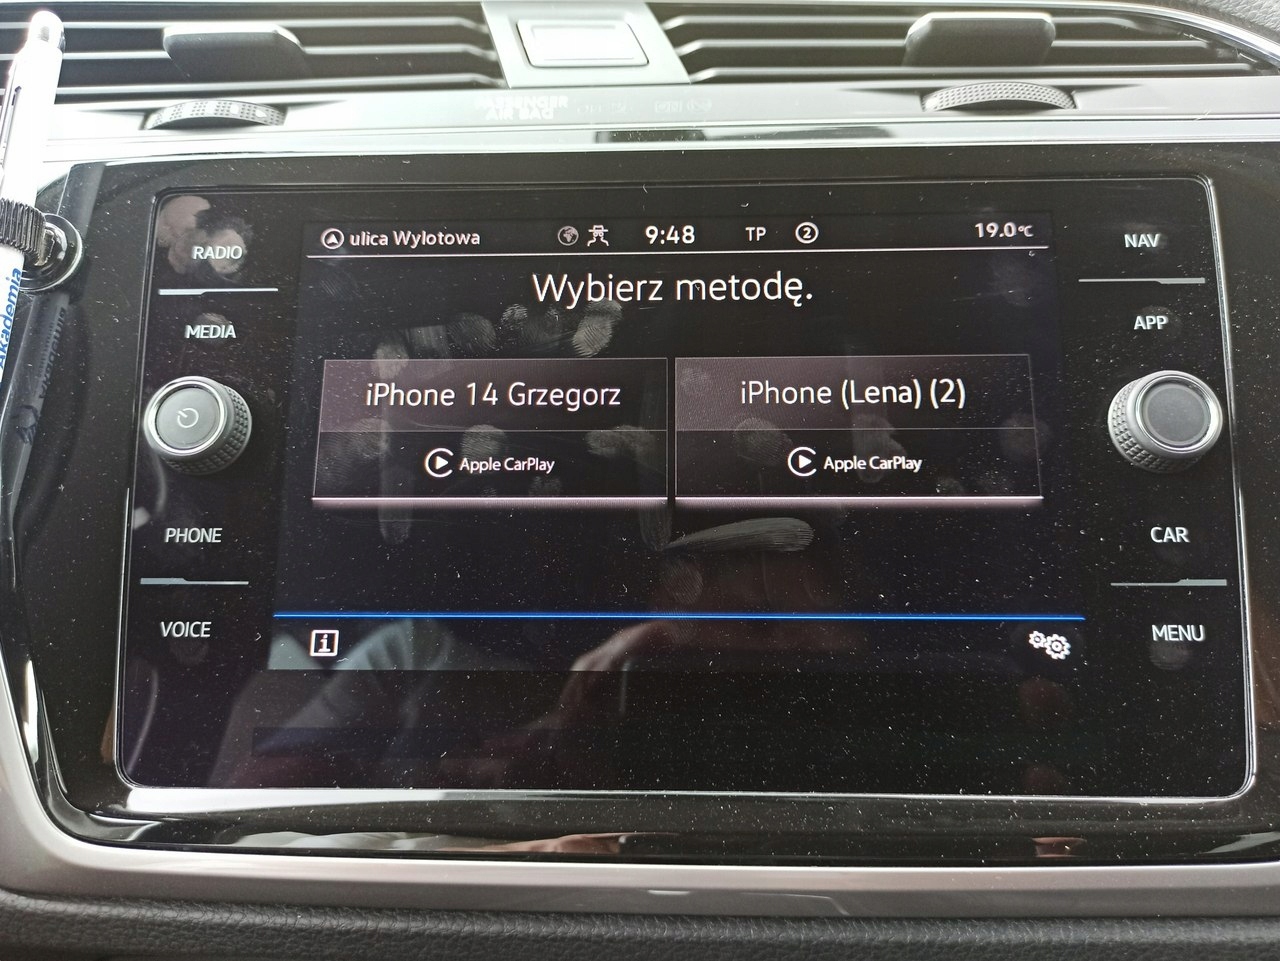 PASSENGER
AIR BAG
Akademia
ulica Wylotowa
9:48
TP
2
19.0°C
Wybierz metodę.
iPhone 14 Grzegorz
Apple CarPlay
iPhone (Lena) (2)
Apple CarPlay
i
RADIO
MEDIA
PHONE
VOICE
NAV
APP
CAR
MENU